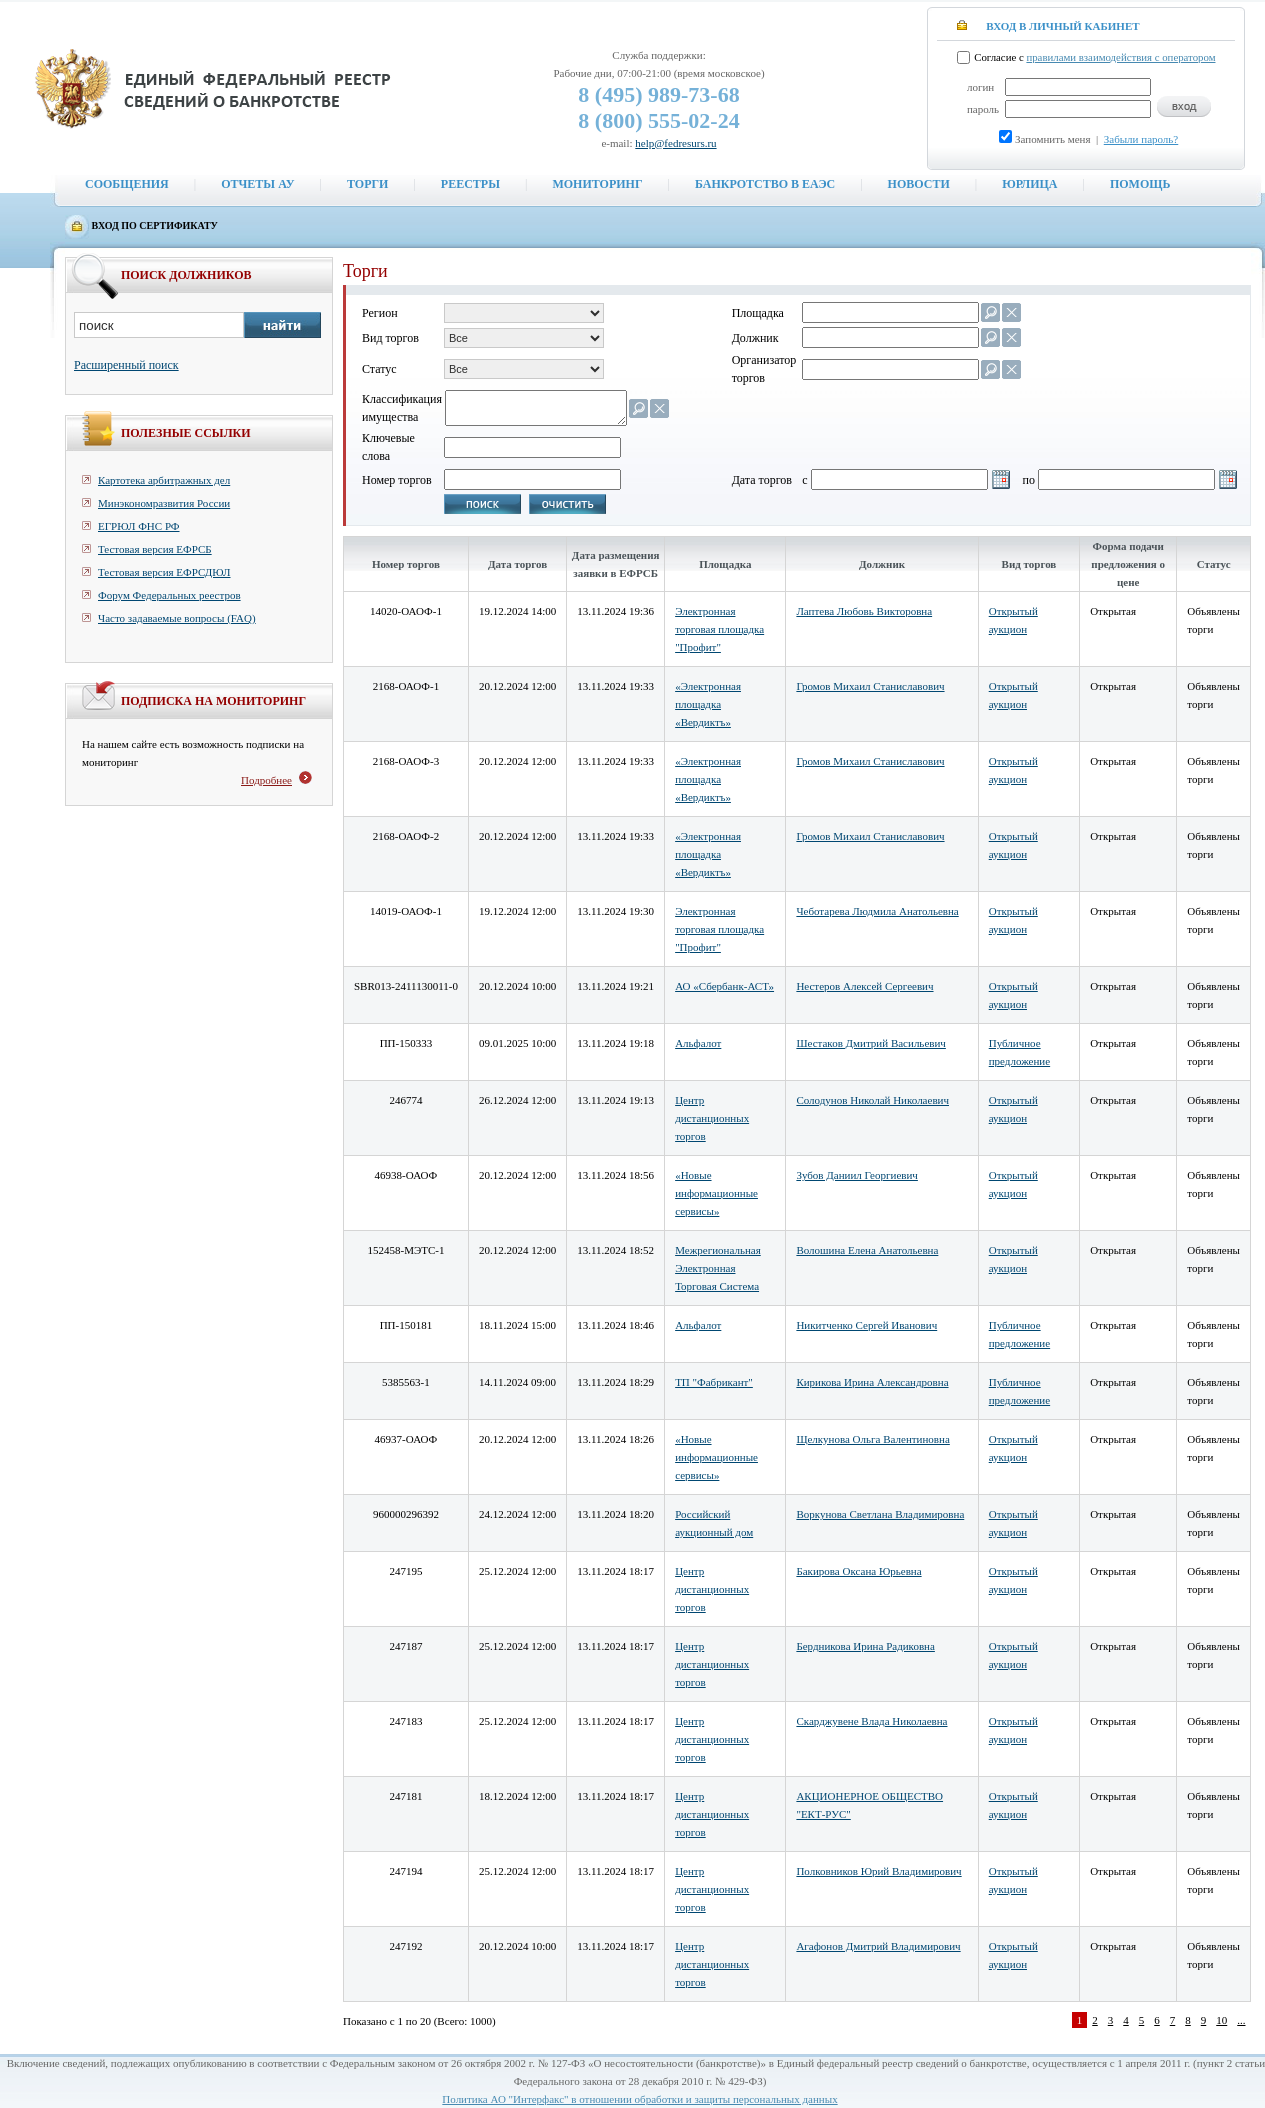 ЕДИНЫЙ ФЕДЕРАЛЬНЫЙ РЕЕСТР
СВЕДЕНИЙ О БАНКРОТСТВЕ
Служба поддержки:
Рабочие дни, 07:00-21:00 (время московское)
8 (495) 989-73-68
8 (800) 555-02-24
e-mail: help@fedresurs.ru
ВХОД В ЛИЧНЫЙ КАБИНЕТ
Согласие с правилами взаимодействия с оператором
логин
пароль
вход
Запомнить меня | Забыли пароль?
СООБЩЕНИЯ ОТЧЕТЫ АУ ТОРГИ РЕЕСТРЫ МОНИТОРИНГ БАНКРОТСТВО В ЕАЭС НОВОСТИ ЮРЛИЦА ПОМОЩЬ
ВХОД ПО СЕРТИФИКАТУ
ПОИСК ДОЛЖНИКОВ
поиск найти
Расширенный поиск
ПОЛЕЗНЫЕ ССЫЛКИ
Картотека арбитражных дел
Минэкономразвития России
ЕГРЮЛ ФНС РФ
Тестовая версия ЕФРСБ
Тестовая версия ЕФРСДЮЛ
Форум Федеральных реестров
Часто задаваемые вопросы (FAQ)
ПОДПИСКА НА МОНИТОРИНГ
На нашем сайте есть возможность подписки на
мониторинг
Подробнее
Торги
Регион Площадка
Вид торгов Все Должник
Статус Все Организатор
торгов
Классификация
имущества
Ключевые
слова
Номер торгов Дата торгов с по
ПОИСК ОЧИСТИТЬ
Номер торгов Дата торгов Дата размещения заявки в ЕФРСБ Площадка Должник Вид торгов Форма подачи предложения о цене Статус
14020-ОАОФ-1 19.12.2024 14:00 13.11.2024 19:36 Электронная торговая площадка "Профит" Лаптева Любовь Викторовна Открытый аукцион Открытая Объявлены торги
2168-ОАОФ-1 20.12.2024 12:00 13.11.2024 19:33 «Электронная площадка «Вердиктъ» Громов Михаил Станиславович Открытый аукцион Открытая Объявлены торги
2168-ОАОФ-3 20.12.2024 12:00 13.11.2024 19:33 «Электронная площадка «Вердиктъ» Громов Михаил Станиславович Открытый аукцион Открытая Объявлены торги
2168-ОАОФ-2 20.12.2024 12:00 13.11.2024 19:33 «Электронная площадка «Вердиктъ» Громов Михаил Станиславович Открытый аукцион Открытая Объявлены торги
14019-ОАОФ-1 19.12.2024 12:00 13.11.2024 19:30 Электронная торговая площадка "Профит" Чеботарева Людмила Анатольевна Открытый аукцион Открытая Объявлены торги
SBR013-2411130011-0 20.12.2024 10:00 13.11.2024 19:21 АО «Сбербанк-АСТ» Нестеров Алексей Сергеевич Открытый аукцион Открытая Объявлены торги
ПП-150333 09.01.2025 10:00 13.11.2024 19:18 Альфалот Шестаков Дмитрий Васильевич Публичное предложение Открытая Объявлены торги
246774 26.12.2024 12:00 13.11.2024 19:13 Центр дистанционных торгов Солодунов Николай Николаевич Открытый аукцион Открытая Объявлены торги
46938-ОАОФ 20.12.2024 12:00 13.11.2024 18:56 «Новые информационные сервисы» Зубов Даниил Георгиевич Открытый аукцион Открытая Объявлены торги
152458-МЭТС-1 20.12.2024 12:00 13.11.2024 18:52 Межрегиональная Электронная Торговая Система Волошина Елена Анатольевна Открытый аукцион Открытая Объявлены торги
ПП-150181 18.11.2024 15:00 13.11.2024 18:46 Альфалот Никитченко Сергей Иванович Публичное предложение Открытая Объявлены торги
5385563-1 14.11.2024 09:00 13.11.2024 18:29 ТП "Фабрикант" Кирикова Ирина Александровна Публичное предложение Открытая Объявлены торги
46937-ОАОФ 20.12.2024 12:00 13.11.2024 18:26 «Новые информационные сервисы» Щелкунова Ольга Валентиновна Открытый аукцион Открытая Объявлены торги
960000296392 24.12.2024 12:00 13.11.2024 18:20 Российский аукционный дом Воркунова Светлана Владимировна Открытый аукцион Открытая Объявлены торги
247195 25.12.2024 12:00 13.11.2024 18:17 Центр дистанционных торгов Бакирова Оксана Юрьевна Открытый аукцион Открытая Объявлены торги
247187 25.12.2024 12:00 13.11.2024 18:17 Центр дистанционных торгов Бердникова Ирина Радиковна Открытый аукцион Открытая Объявлены торги
247183 25.12.2024 12:00 13.11.2024 18:17 Центр дистанционных торгов Скарджувене Влада Николаевна Открытый аукцион Открытая Объявлены торги
247181 18.12.2024 12:00 13.11.2024 18:17 Центр дистанционных торгов АКЦИОНЕРНОЕ ОБЩЕСТВО "ЕКТ-РУС" Открытый аукцион Открытая Объявлены торги
247194 25.12.2024 12:00 13.11.2024 18:17 Центр дистанционных торгов Полковников Юрий Владимирович Открытый аукцион Открытая Объявлены торги
247192 20.12.2024 10:00 13.11.2024 18:17 Центр дистанционных торгов Агафонов Дмитрий Владимирович Открытый аукцион Открытая Объявлены торги
Показано с 1 по 20 (Всего: 1000) 1 2 3 4 5 6 7 8 9 10 ...
Включение сведений, подлежащих опубликованию в соответствии с Федеральным законом от 26 октября 2002 г. № 127-ФЗ «О несостоятельности (банкротстве)» в Единый федеральный реестр сведений о банкротстве, осуществляется с 1 апреля 2011 г. (пункт 2 статьи
Федерального закона от 28 декабря 2010 г. № 429-ФЗ)
Политика АО "Интерфакс" в отношении обработки и защиты персональных данных